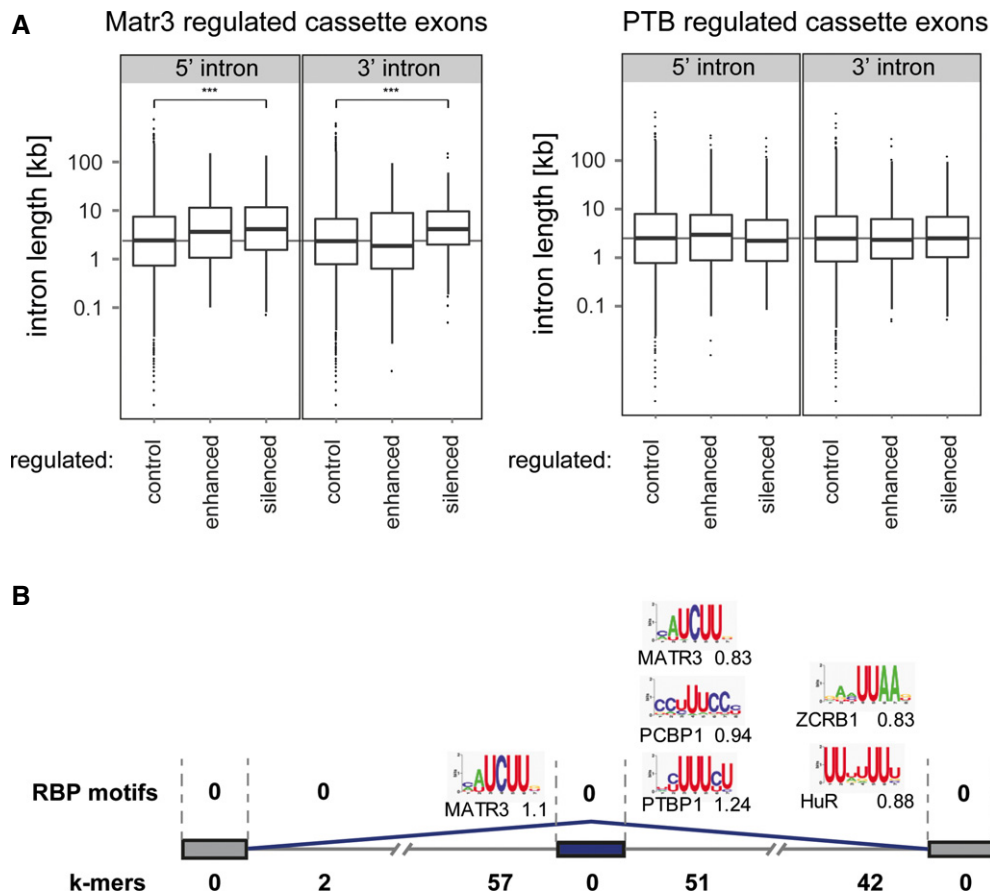 A
Matr3 regulated cassette exons
PTB regulated cassette exons
5' intron
3' intron
5' intron
3' intron
***
***
intron length [kb]
100
10
1
0.1
intron length [kb]
100
10
1
0.1
regulated:
control
enhanced
silenced
control
enhanced
silenced
regulated:
control
enhanced
silenced
control
enhanced
silenced
B
MATR3 0.83
PCBP1 0.94
ZCRB1 0.83
RBP motifs
0
0
MATR3 1.1
0
PTBP1 1.24
HuR 0.88
0
k-mers
0
2
57
0
51
42
0